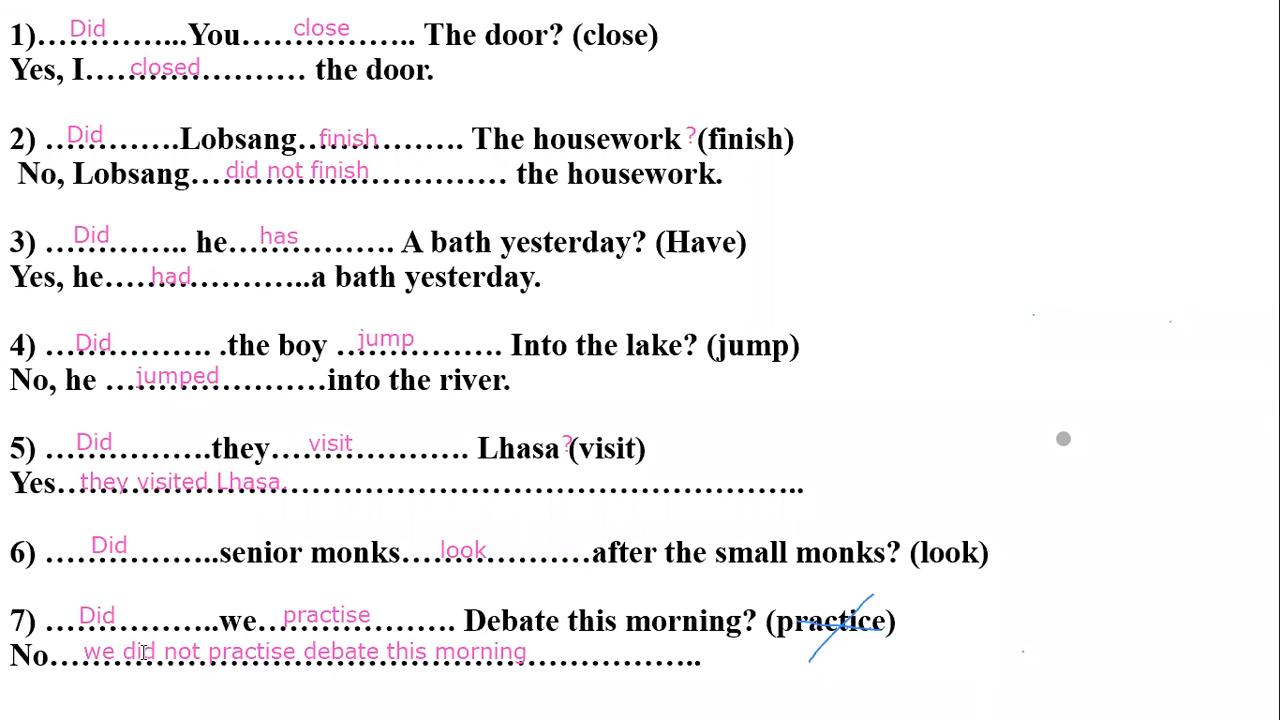 1)…Did………...You……close……….. The door? (close)
Yes, I……closed………… the door.
2) …Did……….Lobsang…finish………. The housework ?(finish)
No, Lobsang……did not finish………… the housework.
3) …Did……….. he…has………. A bath yesterday? (Have)
Yes, he……had…………..a bath yesterday.
4) …Did………. .the boy …jump………. Into the lake? (jump)
No, he …jumped…………into the river.
5) …Did……….they……visit………. Lhasa ?(visit)
Yes…they visited Lhasa.……………………………………..
6) ……Did………..senior monks……look…………after the small monks? (look)
7) …Did………..we…practise………. Debate this morning? (practice)
No……we did not practise debate this morning…………..